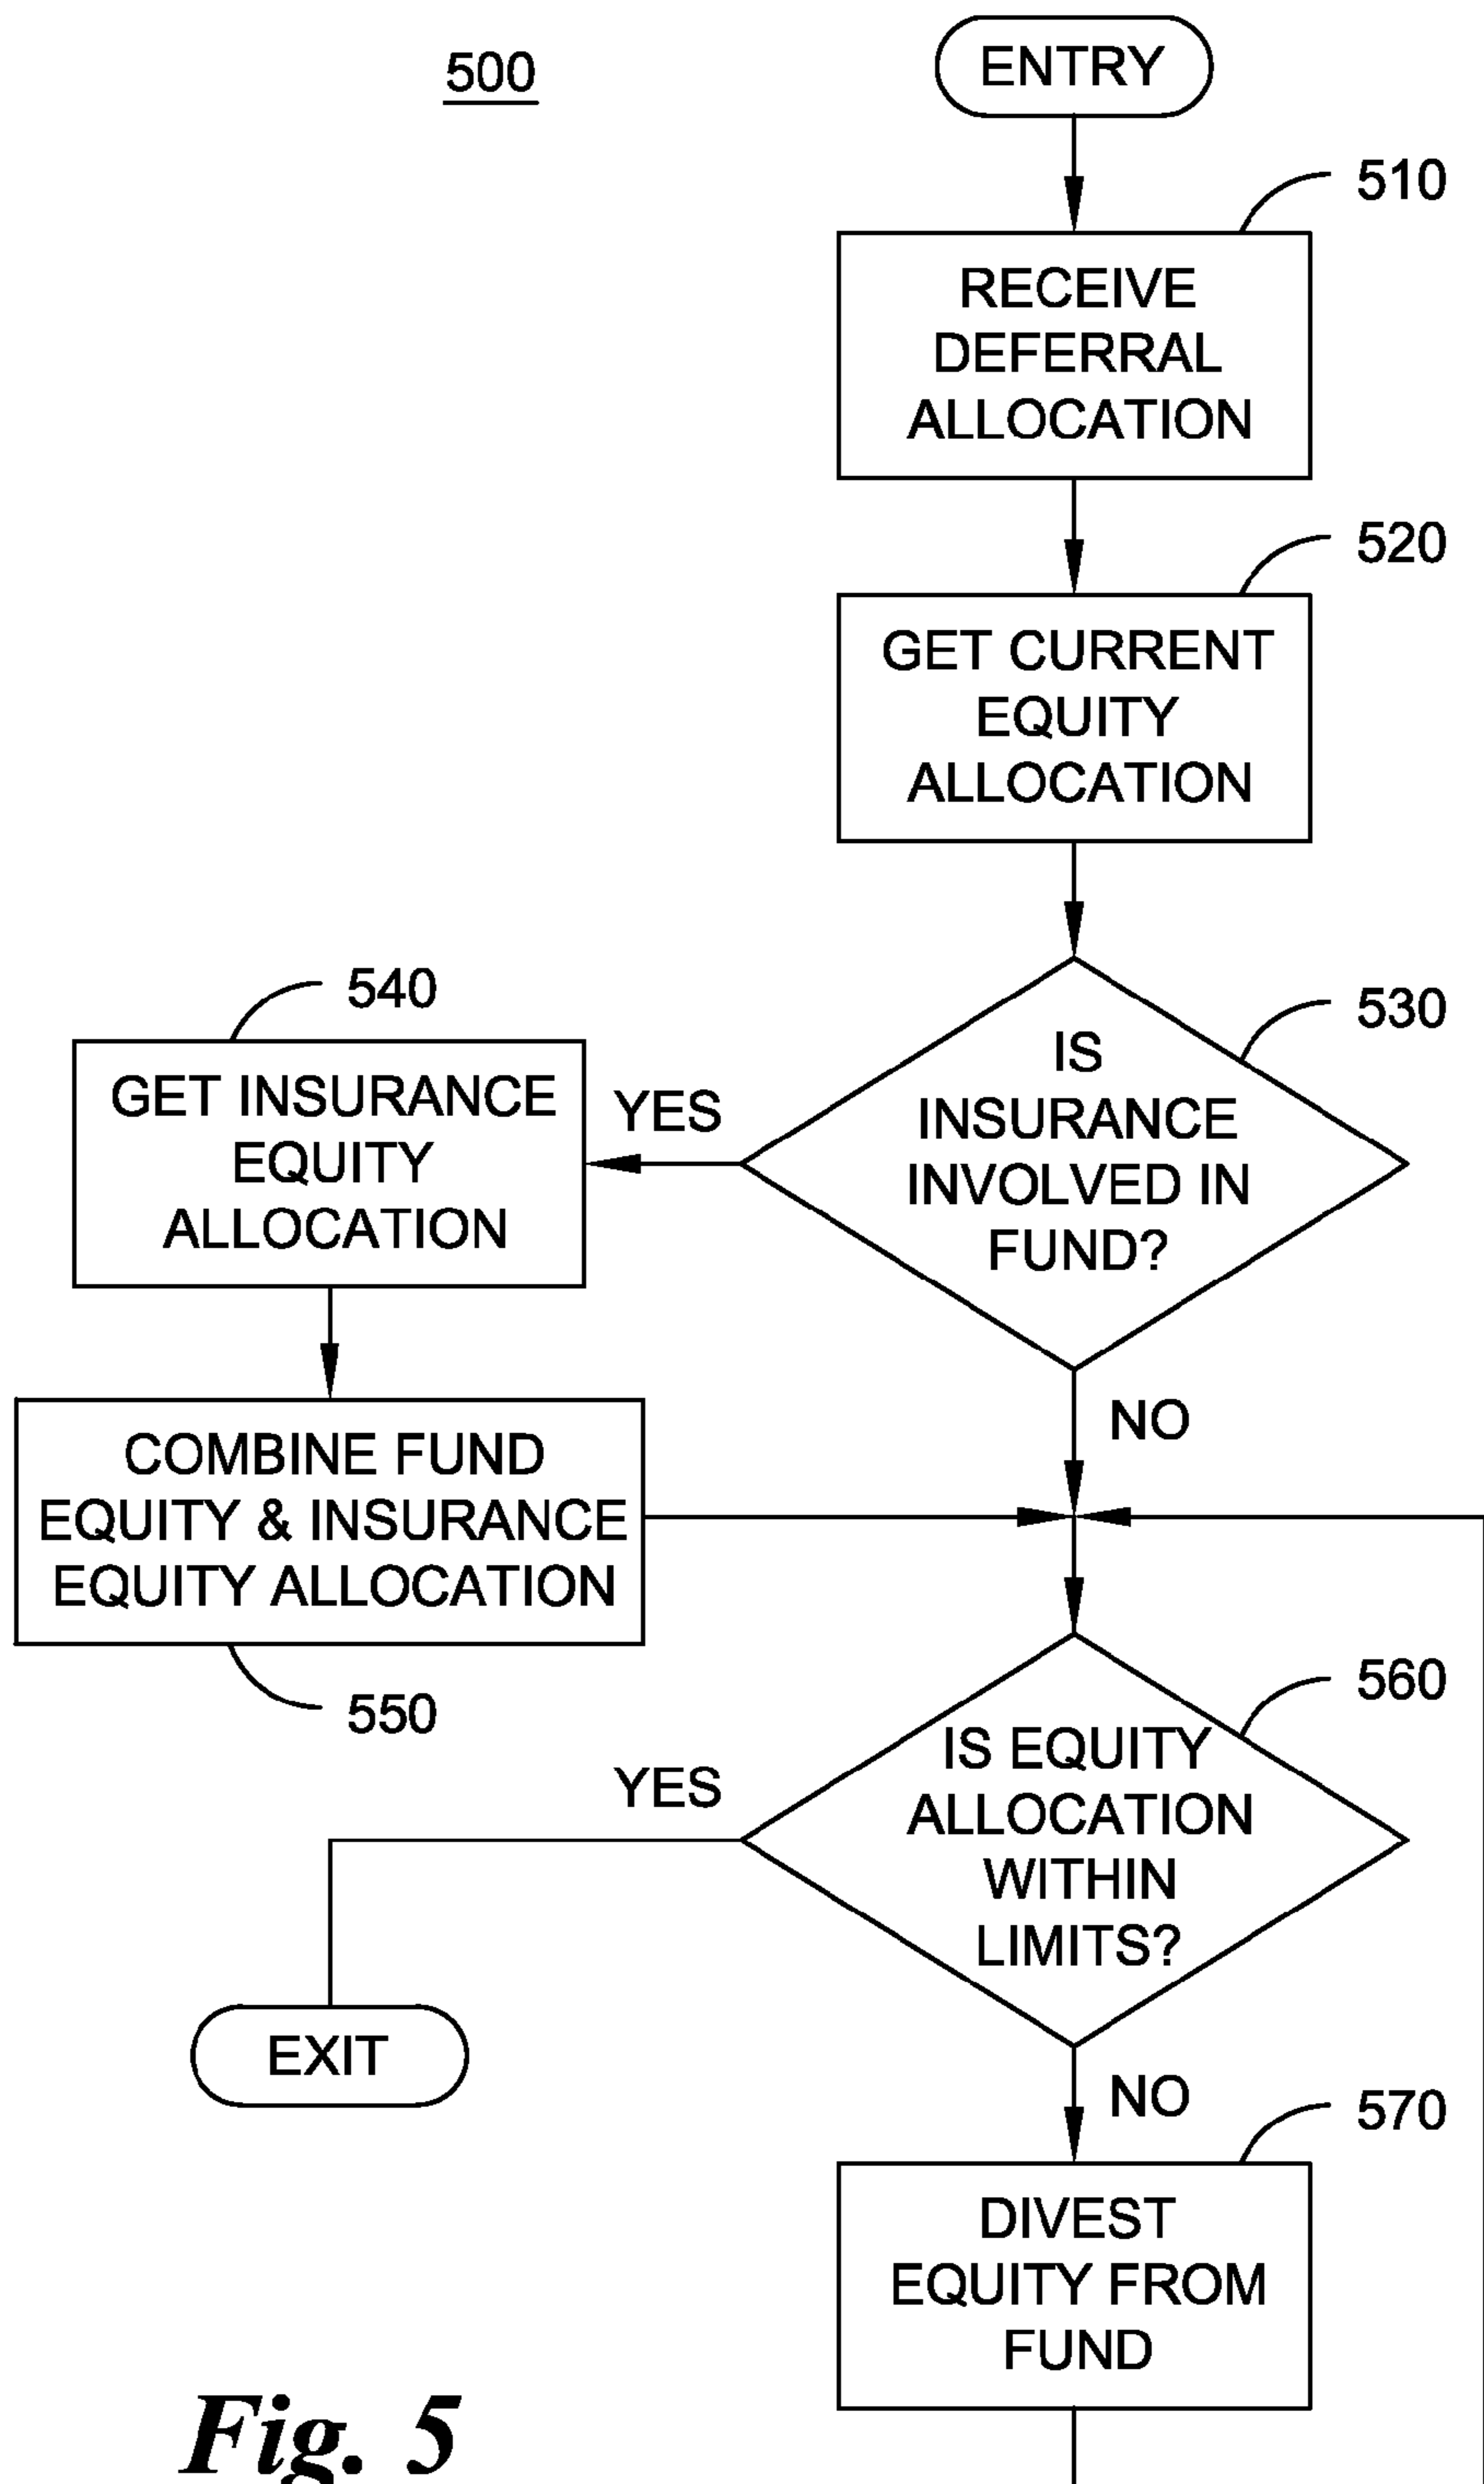 500
ENTRY
510
RECEIVE
DEFERRAL
ALLOCATION
520
GET CURRENT
EQUITY
ALLOCATION
530
IS
INSURANCE
INVOLVED IN
FUND?
YES
540
GET INSURANCE
EQUITY
ALLOCATION
NO
COMBINE FUND
EQUITY & INSURANCE
EQUITY ALLOCATION
550
560
IS EQUITY
ALLOCATION
WITHIN
LIMITS?
YES
EXIT
NO
570
DIVEST
EQUITY FROM
FUND
Fig. 5